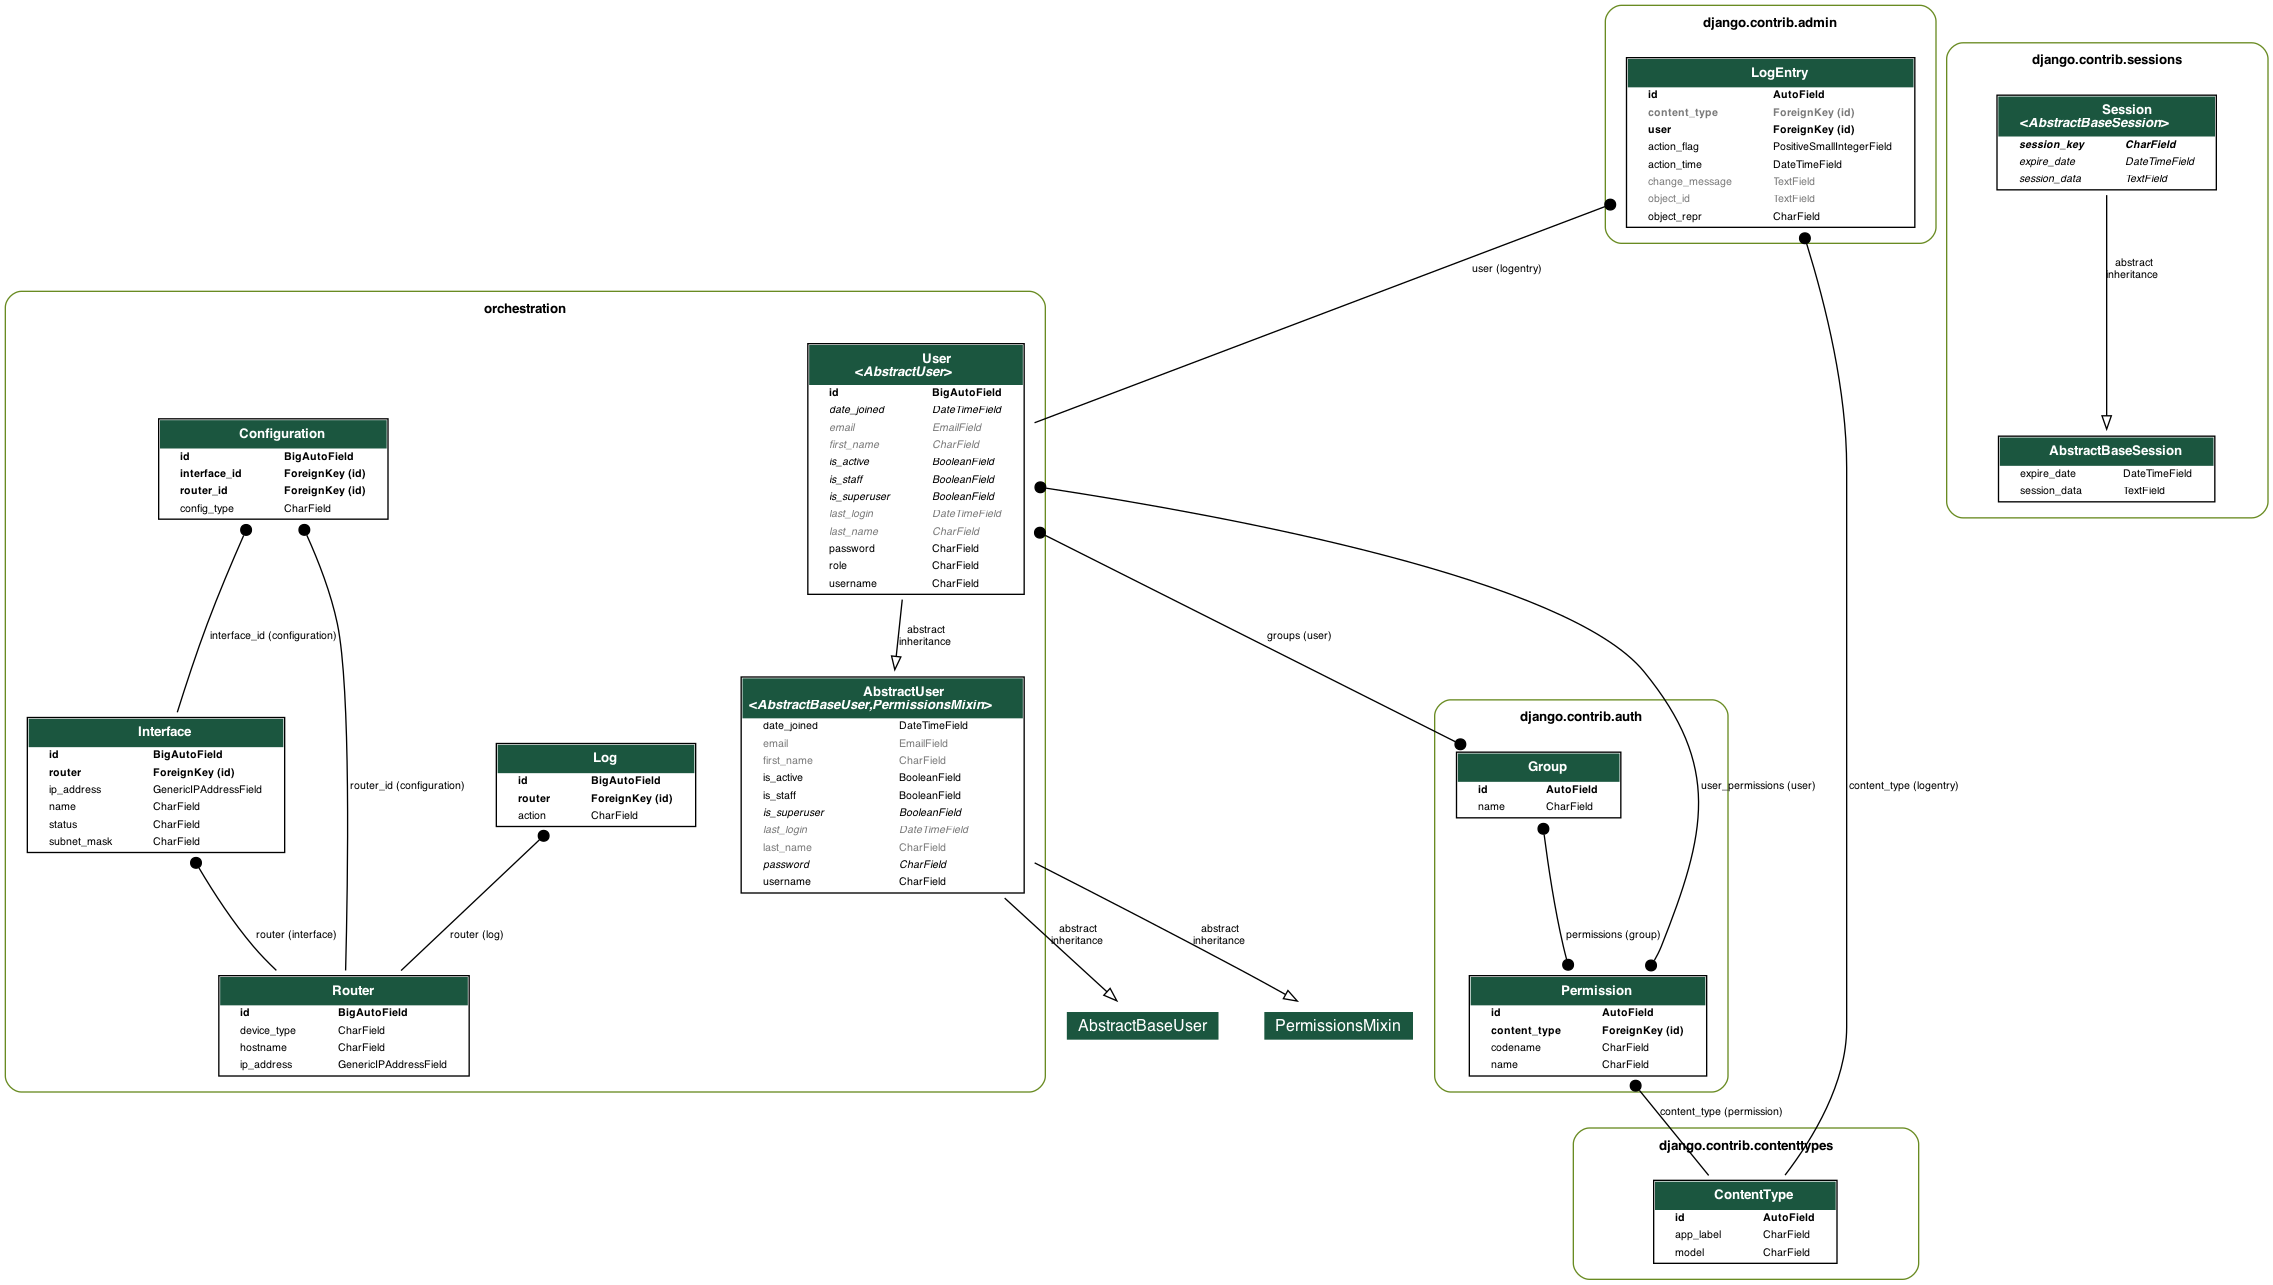 django.contrib.admin
LogEntry
id AutoField
content_type ForeignKey (id)
user ForeignKey (id)
action_flag PositiveSmallIntegerField
action_time DateTimeField
change_message TextField
object_id TextField
object_repr CharField
django.contrib.sessions
Session
<AbstractBaseSession>
session_key CharField
expire_date DateTimeField
session_data TextField
abstract
inheritance
AbstractBaseSession
expire_date DateTimeField
session_data TextField
user (logentry)
orchestration
User
<AbstractUser>
id BigAutoField
date_joined DateTimeField
email EmailField
first_name CharField
is_active BooleanField
is_staff BooleanField
is_superuser BooleanField
last_login DateTimeField
last_name CharField
password CharField
role CharField
username CharField
Configuration
id BigAutoField
interface_id ForeignKey (id)
router_id ForeignKey (id)
config_type CharField
interface_id (configuration)
abstract
inheritance
groups (user)
AbstractUser
<AbstractBaseUser,PermissionsMixin>
date_joined DateTimeField
email EmailField
first_name CharField
is_active BooleanField
is_staff BooleanField
is_superuser BooleanField
last_login DateTimeField
last_name CharField
password CharField
username CharField
Interface
id BigAutoField
router ForeignKey (id)
ip_address GenericIPAddressField
name CharField
status CharField
subnet_mask CharField
router_id (configuration)
Log
id BigAutoField
router ForeignKey (id)
action CharField
django.contrib.auth
Group
id AutoField
name CharField
user_permissions (user)
content_type (logentry)
router (interface)
router (log)
abstract
inheritance
abstract
inheritance
permissions (group)
Router
id BigAutoField
device_type CharField
hostname CharField
ip_address GenericIPAddressField
AbstractBaseUser
PermissionsMixin
Permission
id AutoField
content_type ForeignKey (id)
codename CharField
name CharField
content_type (permission)
django.contrib.contenttypes
ContentType
id AutoField
app_label CharField
model CharField